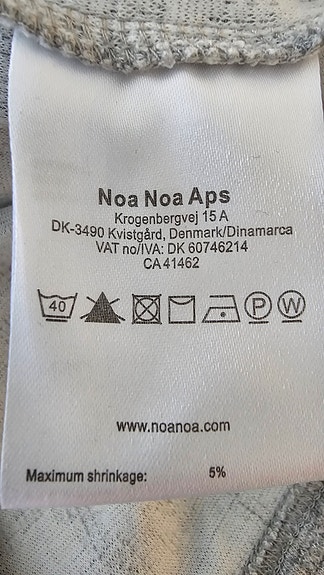 Noa Noa Aps
Krogenbergvej 15 A
DK-3490 Kvistgård, Denmark/Dinamarca
VAT no/IVA: DK 60746214
CA 41462
40 P W
www.noanoa.com
Maximum shrinkage: 5%